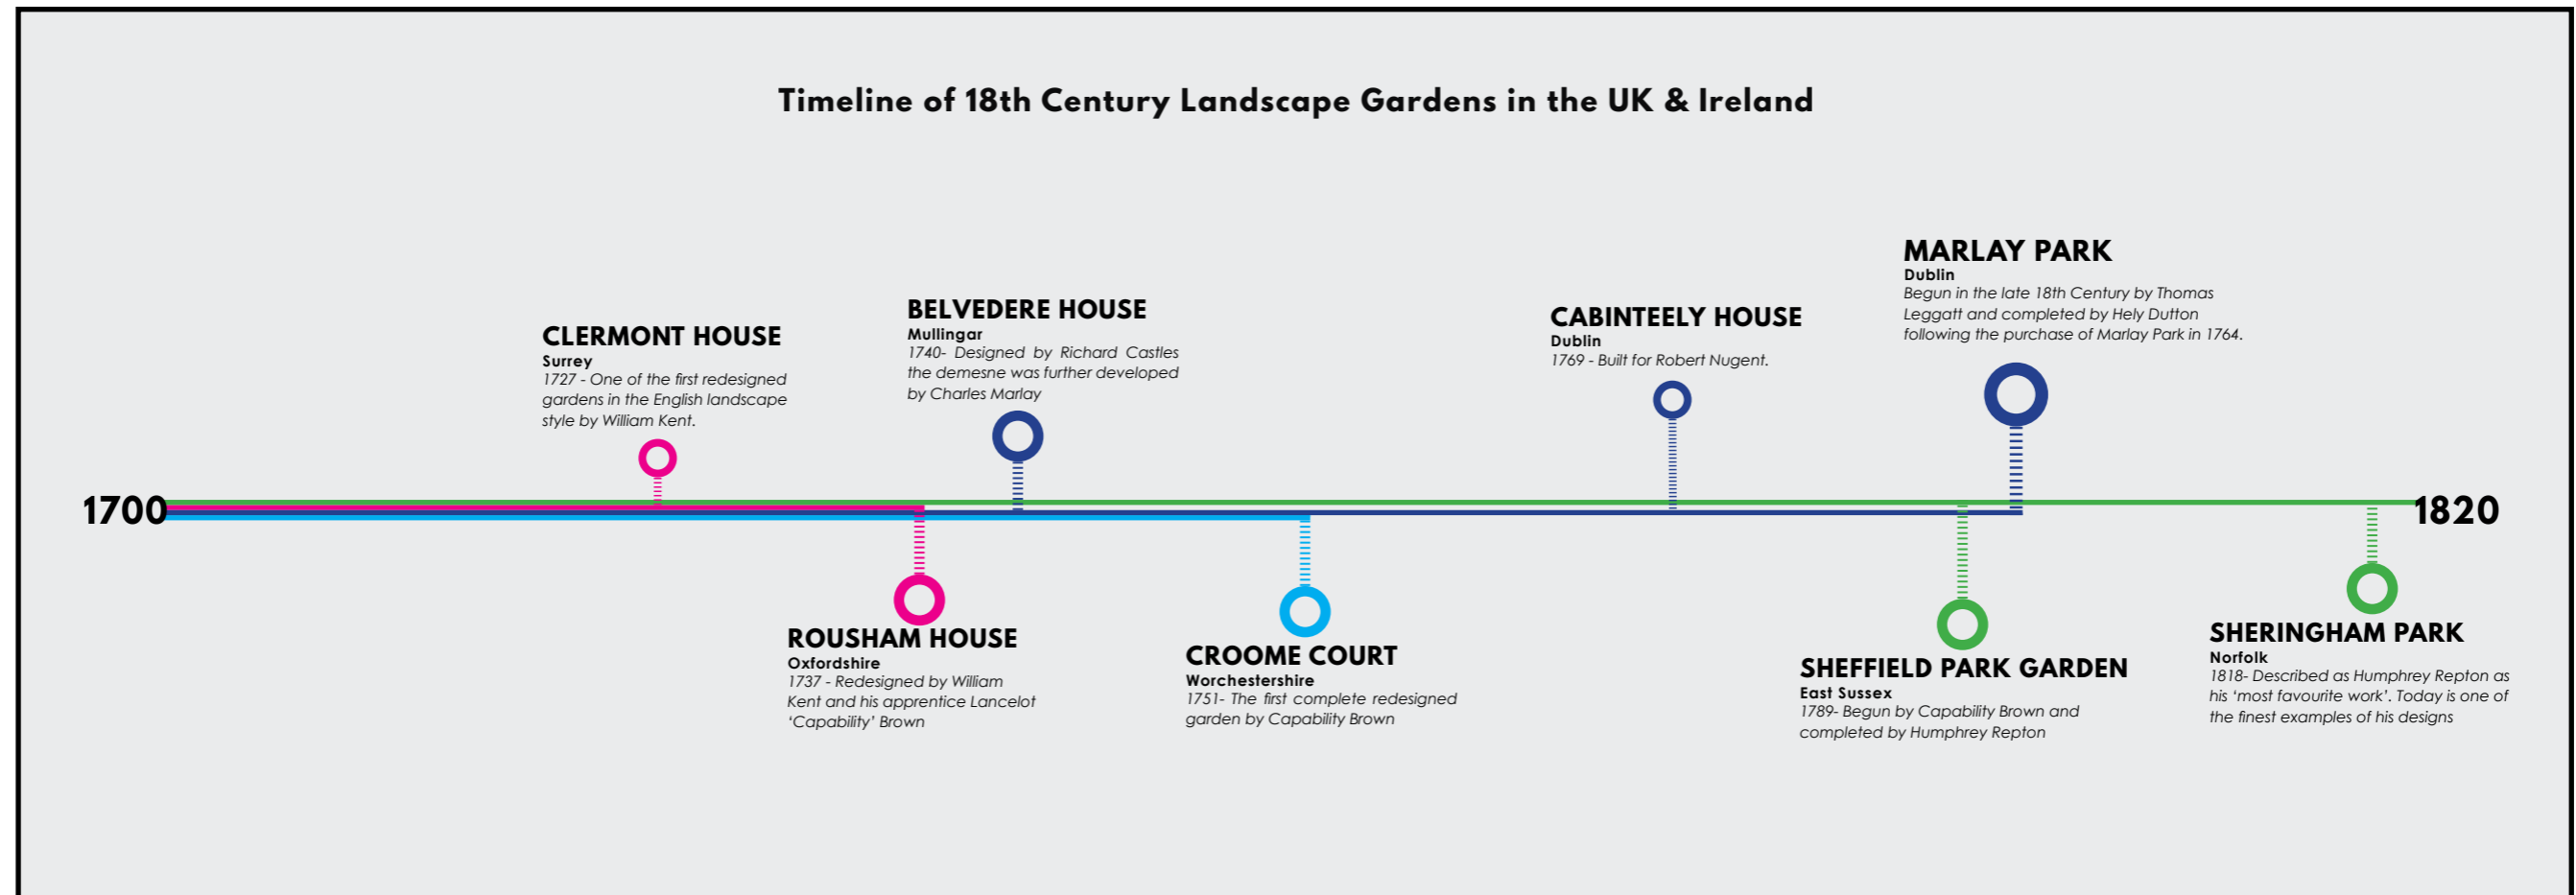 Timeline of 18th Century Landscape Gardens in the UK & Ireland
MARLAY PARK
Dublin
Begun in the late 18th Century by Thomas
Leggatt and completed by Hely Dutton
following the purchase of Marlay Park in 1764.
BELVEDERE HOUSE
Mullingar
1740- Designed by Richard Castles
the demesne was further developed
by Charles Marlay
CABINTEELY HOUSE
Dublin
1769 - Built for Robert Nugent.
CLERMONT HOUSE
Surrey
1727 - One of the first redesigned
gardens in the English landscape
style by William Kent.
1700
1820
ROUSHAM HOUSE
Oxfordshire
1737 - Redesigned by William
Kent and his apprentice Lancelot
‘Capability’ Brown
CROOME COURT
Worchestershire
1751- The first complete redesigned
garden by Capability Brown
SHEFFIELD PARK GARDEN
East Sussex
1789- Begun by Capability Brown and
completed by Humphrey Repton
SHERINGHAM PARK
Norfolk
1818- Described as Humphrey Repton as
his ‘most favourite work’. Today is one of
the finest examples of his designs